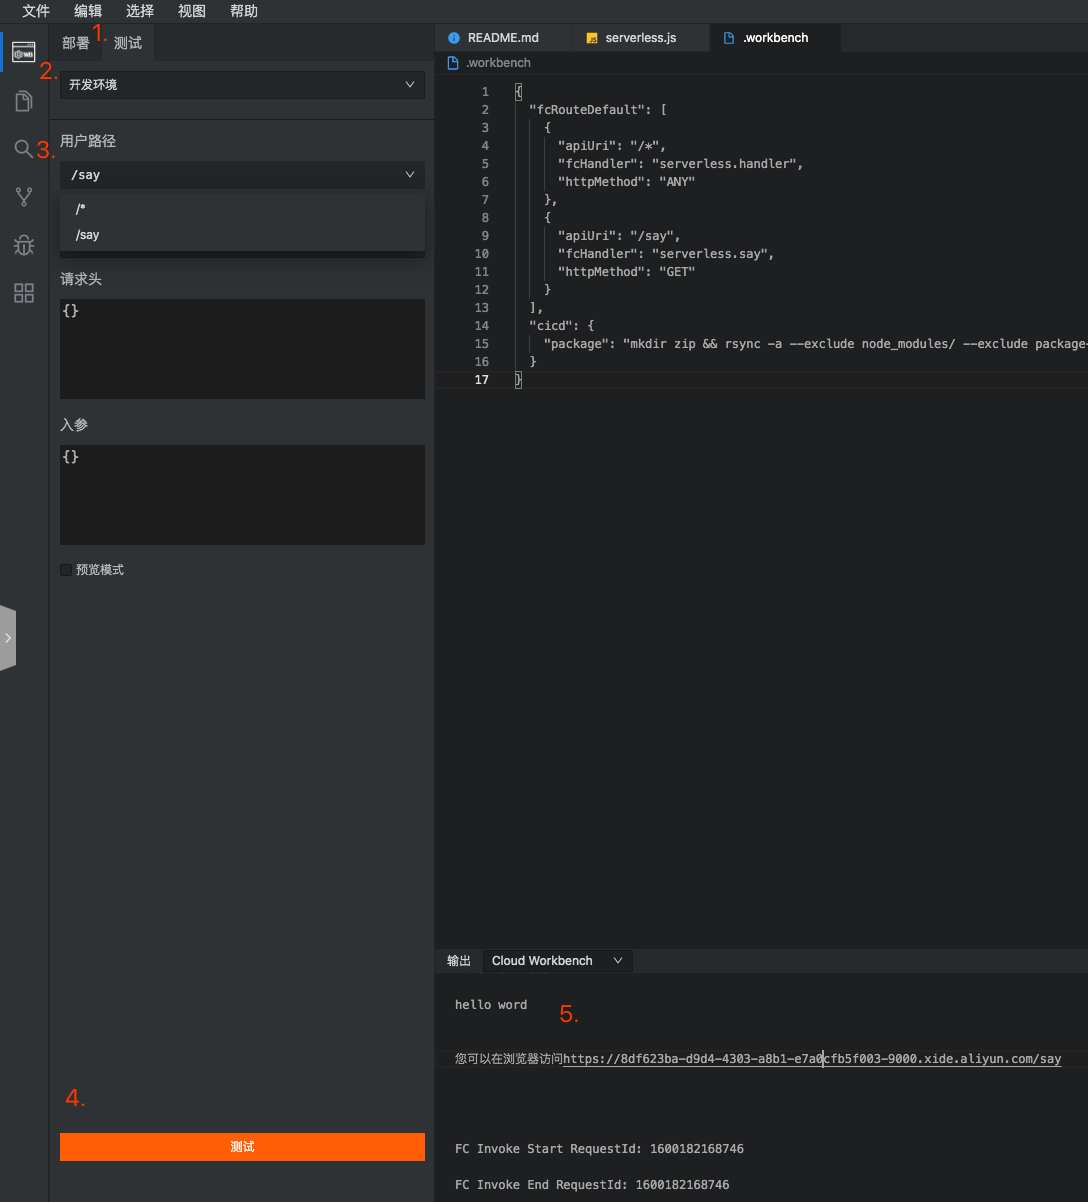 文件 编辑 选择 视图 帮助
部署 1. 测试
2.
开发环境
用户路径
3.
/say
/*
/say
请求头
{}
入参
{}
预览模式
4.
测试
README.md serverless.js .workbench
.workbench
1 {
2 "fcRouteDefault": [
3 {
4 "apiUri": "/*",
5 "fcHandler": "serverless.handler",
6 "httpMethod": "ANY"
7 },
8 {
9 "apiUri": "/say",
10 "fcHandler": "serverless.say",
11 "httpMethod": "GET"
12 }
13 ],
14 "cicd": {
15 "package": "mkdir zip && rsync -a --exclude node_modules/ --exclude package-
16 }
17 }
输出 Cloud Workbench
hello word
5.
您可以在浏览器访问https://8df623ba-d9d4-4303-a8b1-e7a0cfb5f003-9000.xide.aliyun.com/say
FC Invoke Start RequestId: 1600182168746
FC Invoke End RequestId: 1600182168746